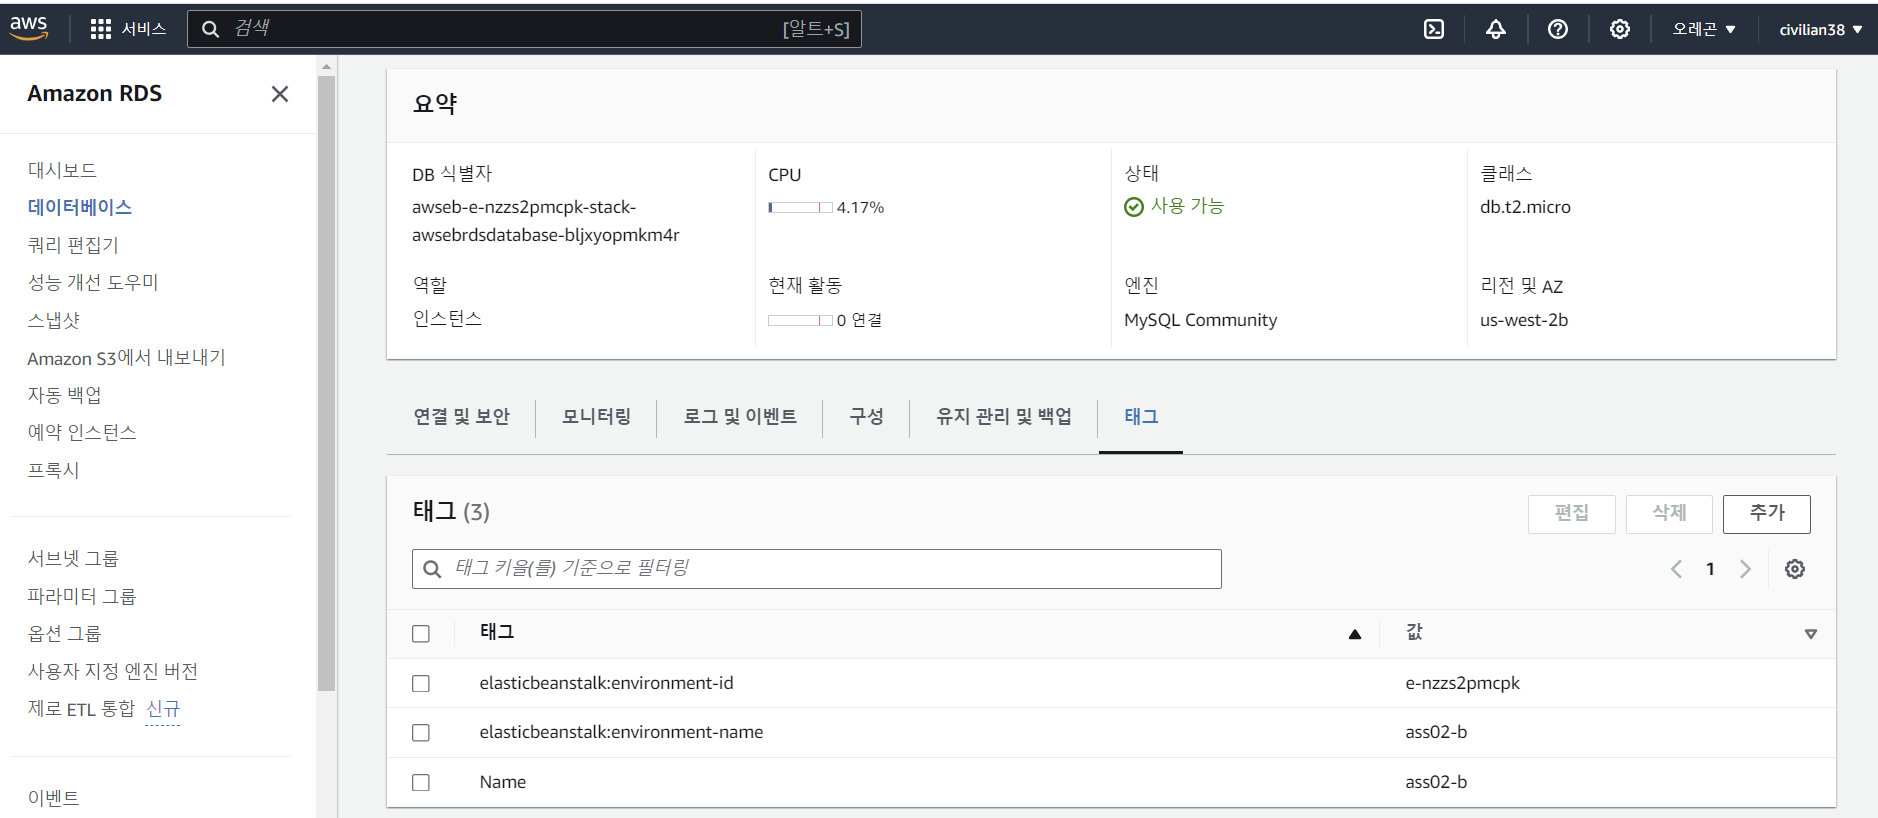 aws
서비스
검색
[알트+S]
오레곤 ▼
civilian38 ▼
Amazon RDS
대시보드
데이터베이스
쿼리 편집기
성능 개선 도우미
스냅샷
Amazon S3에서 내보내기
자동 백업
예약 인스턴스
프록시
서브넷 그룹
파라미터 그룹
옵션 그룹
사용자 지정 엔진 버전
제로 ETL 통합 신규
이벤트
요약
DB 식별자
awseb-e-nzzs2pmcpk-stack-
awsebrdsdatabase-bljxyopmkm4r
CPU
4.17%
상태
사용 가능
클래스
db.t2.micro
역할
인스턴스
현재 활동
0 연결
엔진
MySQL Community
리전 및 AZ
us-west-2b
연결 및 보안
모니터링
로그 및 이벤트
구성
유지 관리 및 백업
태그
태그 (3)
편집
삭제
추가
태그 키을(를) 기준으로 필터링
1
태그
값
elasticbeanstalk:environment-id
e-nzzs2pmcpk
elasticbeanstalk:environment-name
ass02-b
Name
ass02-b